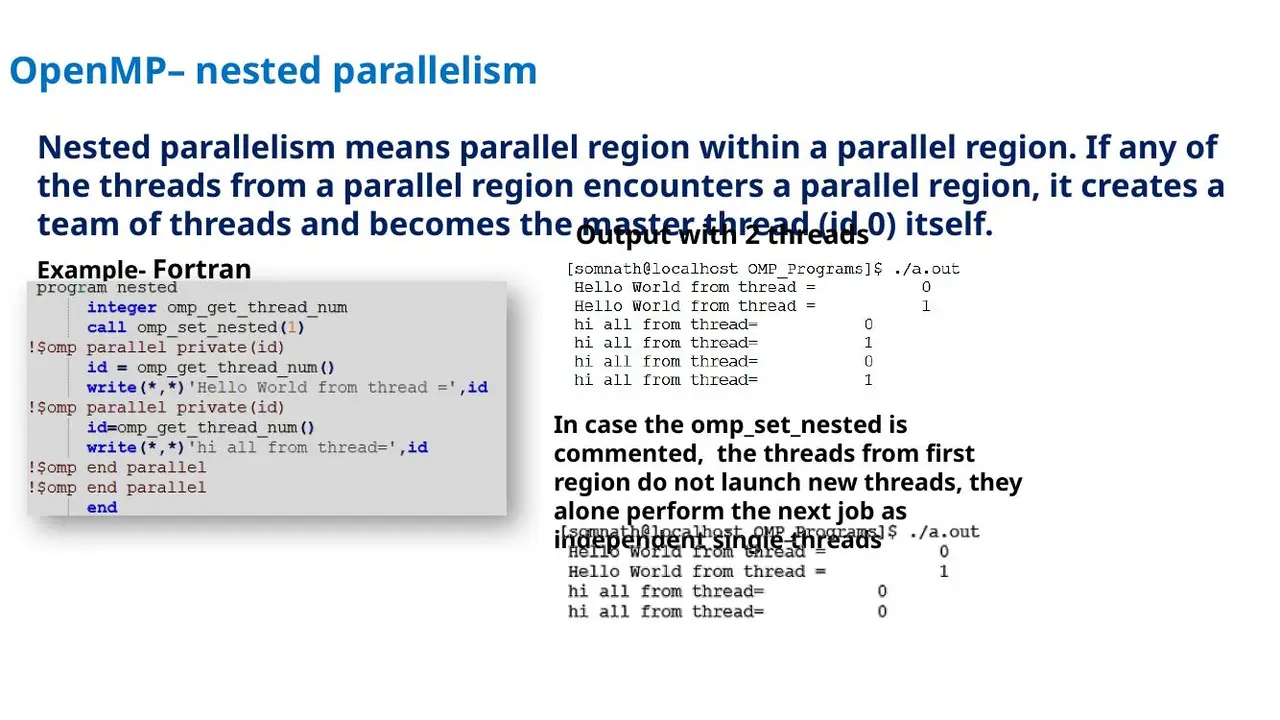 OpenMP– nested parallelism
Nested parallelism means parallel region within a parallel region. If any of
the threads from a parallel region encounters a parallel region, it creates a
team of threads and becomes the master thread (id 0) itself.
Example- Fortran
program nested
integer omp_get_thread_num
call omp_set_nested(1)
!$omp parallel private(id)
id = omp_get_thread_num()
write(*,*)'Hello World from thread =',id
!$omp parallel private(id)
id=omp_get_thread_num()
write(*,*)'hi all from thread=',id
!$omp end parallel
!$omp end parallel
end
Output with 2 threads
[somnath@localhost OMP_Programs]$ ./a.out
Hello World from thread = 0
Hello World from thread = 1
hi all from thread= 0
hi all from thread= 1
hi all from thread= 0
hi all from thread= 1
In case the omp_set_nested is
commented, the threads from first
region do not launch new threads, they
alone perform the next job as
independent single-threads
[somnath@localhost OMP_Programs]$ ./a.out
Hello World from thread = 0
Hello World from thread = 1
hi all from thread= 0
hi all from thread= 0